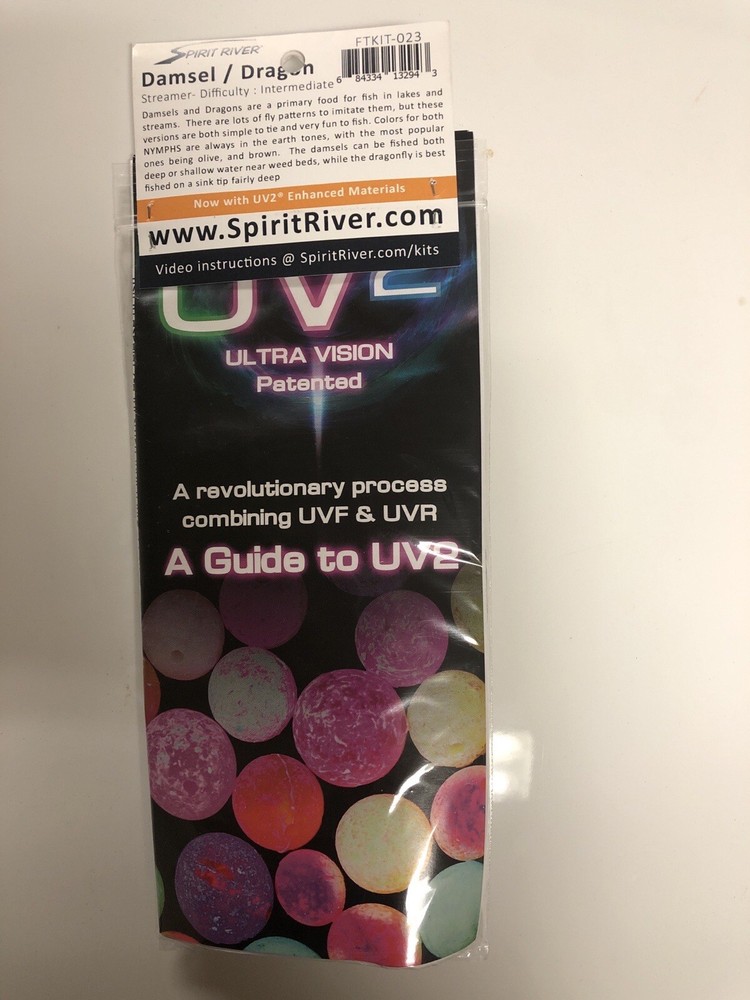 SPIRIT RIVER
FTKIT-023
Damsel / Dragon
6 84334 13294 3
Streamer- Difficulty : Intermediate
Damsels and Dragons are a primary food for fish in lakes and
streams. There are lots of fly patterns to imitate them, but these
versions are both simple to tie and very fun to fish. Colors for both
NYMPHS are always in the earth tones, with the most popular
ones being olive, and brown. The damsels can be fished both
deep or shallow water near weed beds, while the dragonfly is best
fished on a sink tip fairly deep
Now with UV2® Enhanced Materials
www.SpiritRiver.com
Video instructions @ SpiritRiver.com/kits
UV2
ULTRA VISION
Patented
A revolutionary process
combining UVF & UVR
A Guide to UV2